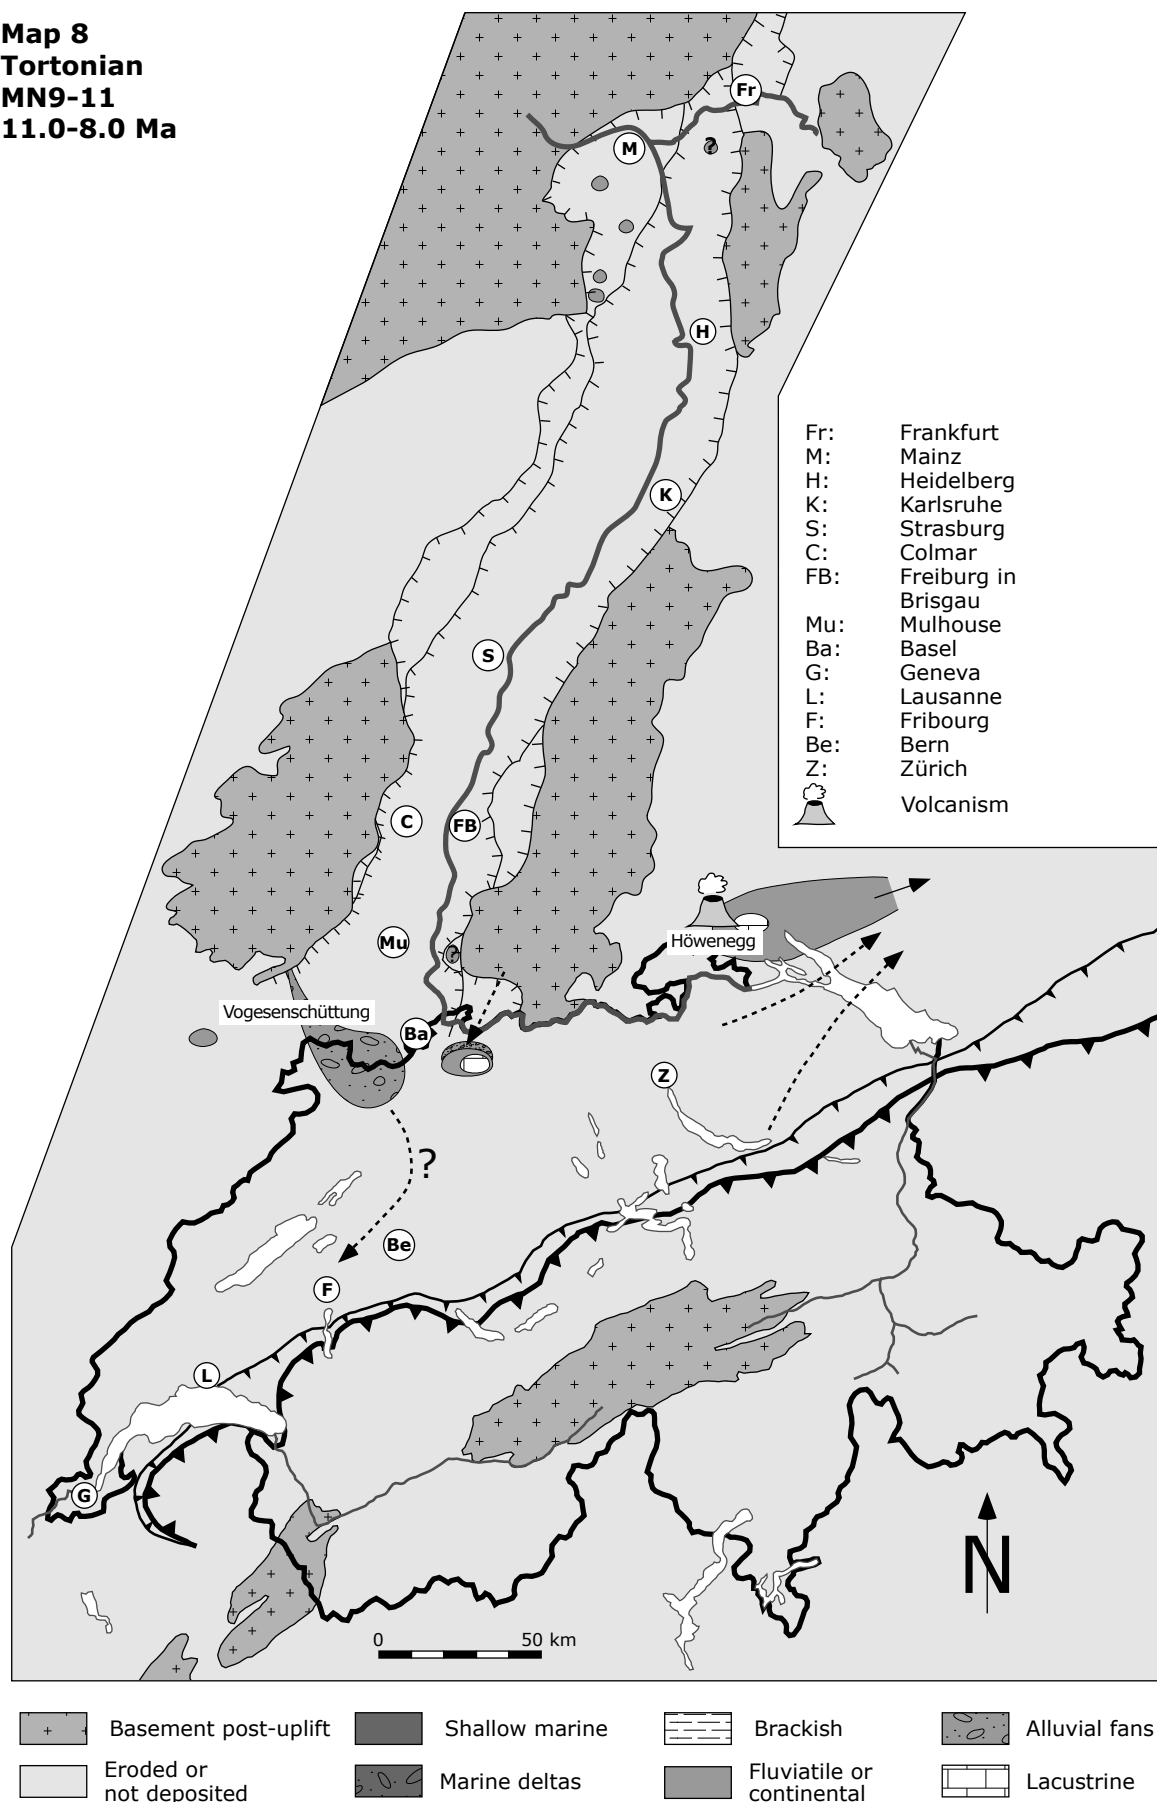 Map 8
Tortonian
MN9-11
11.0-8.0 Ma
Fr
M
?
H
K
Fr: Frankfurt
M: Mainz
H: Heidelberg
K: Karlsruhe
S: Strasburg
C: Colmar
FB: Freiburg in
Brisgau
Mu: Mulhouse
Ba: Basel
G: Geneva
L: Lausanne
F: Fribourg
Be: Bern
Z: Zürich
Volcanism
S
C
FB
Mu
?
Höwenegg
Vogesenschüttung
Ba
Z
?
Be
F
L
G
N
0 50 km
Basement post-uplift
Shallow marine
Brackish
Alluvial fans
Eroded or
not deposited
Marine deltas
Fluviatile or
continental
Lacustrine